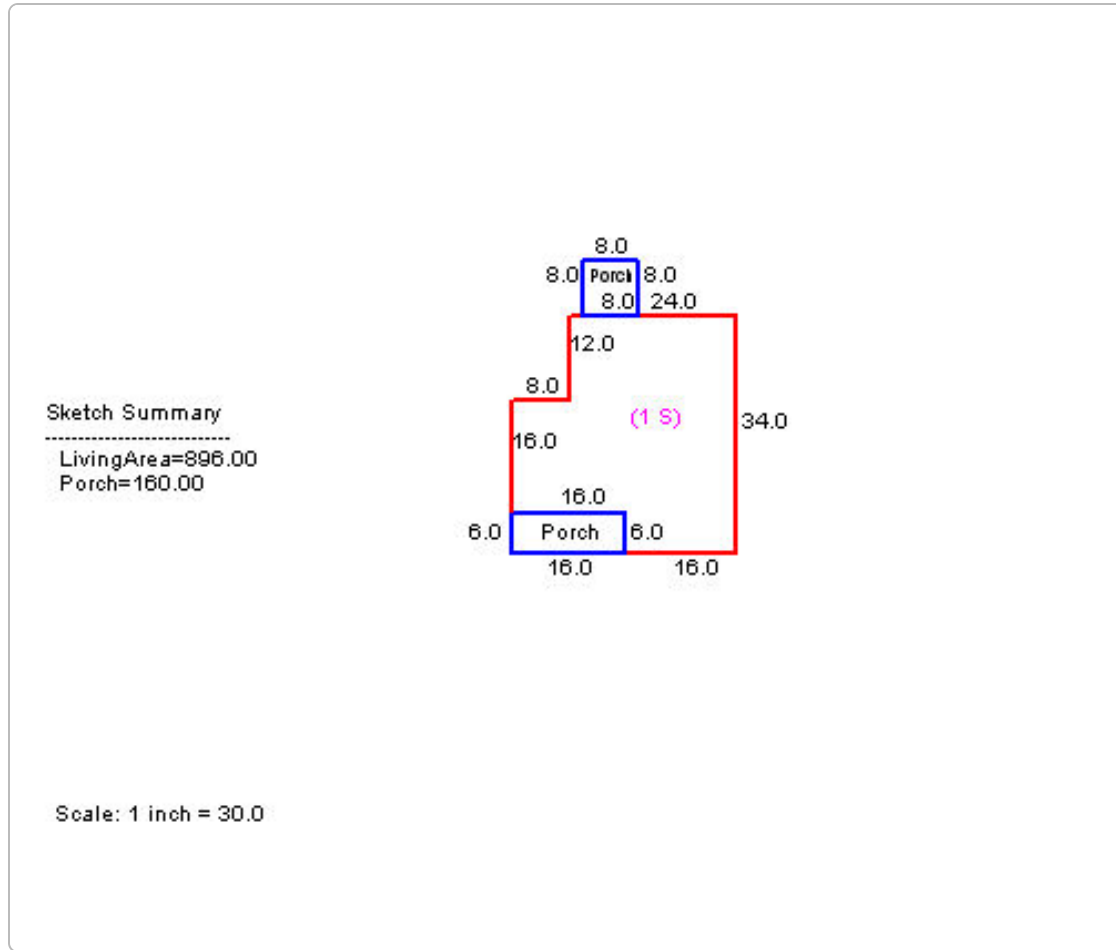 8.0
8.0 Porch 8.0
8.0 24.0
12.0
8.0
Sketch Summary
----------------------------
(1 S)
34.0
16.0
LivingArea=896.00
Porch=160.00
16.0
6.0 Porch 6.0
16.0 16.0
Scale: 1 inch = 30.0